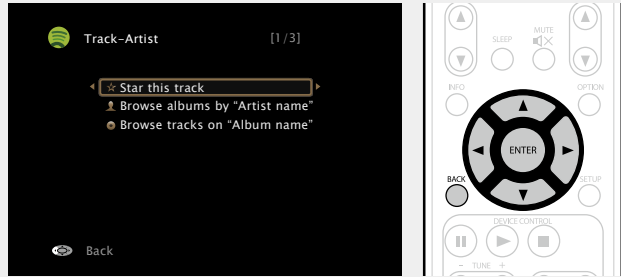 Track-Artist [1/3]
Star this track
Browse albums by “Artist name”
Browse tracks on “Album name”
Back
SLEEP MUTE
INFO OPTION
ENTER
BACK SETUP
DEVICE CONTROL
- TUNE +